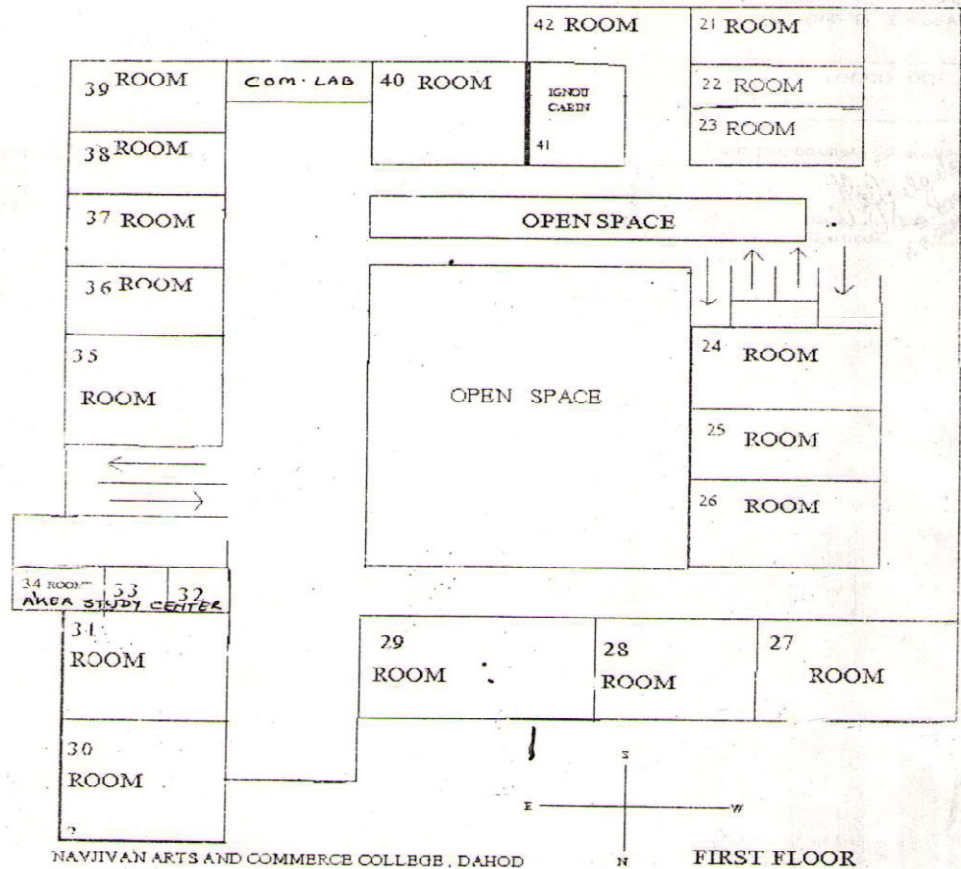 42 ROOM
21 ROOM
39 ROOM
COM. LAB
40 ROOM
IGNOU
CABIN
41
22 ROOM
23 ROOM
38 ROOM
37 ROOM
OPEN SPACE
36 ROOM
35
ROOM
OPEN SPACE
24 ROOM
25 ROOM
26 ROOM
34 ROOM 33 32
AREA STUDY CENTER
31
ROOM
29
ROOM
28
ROOM
27
ROOM
30
ROOM
S
E W
N
NAVJIVAN ARTS AND COMMERCE COLLEGE, DAHOD
FIRST FLOOR